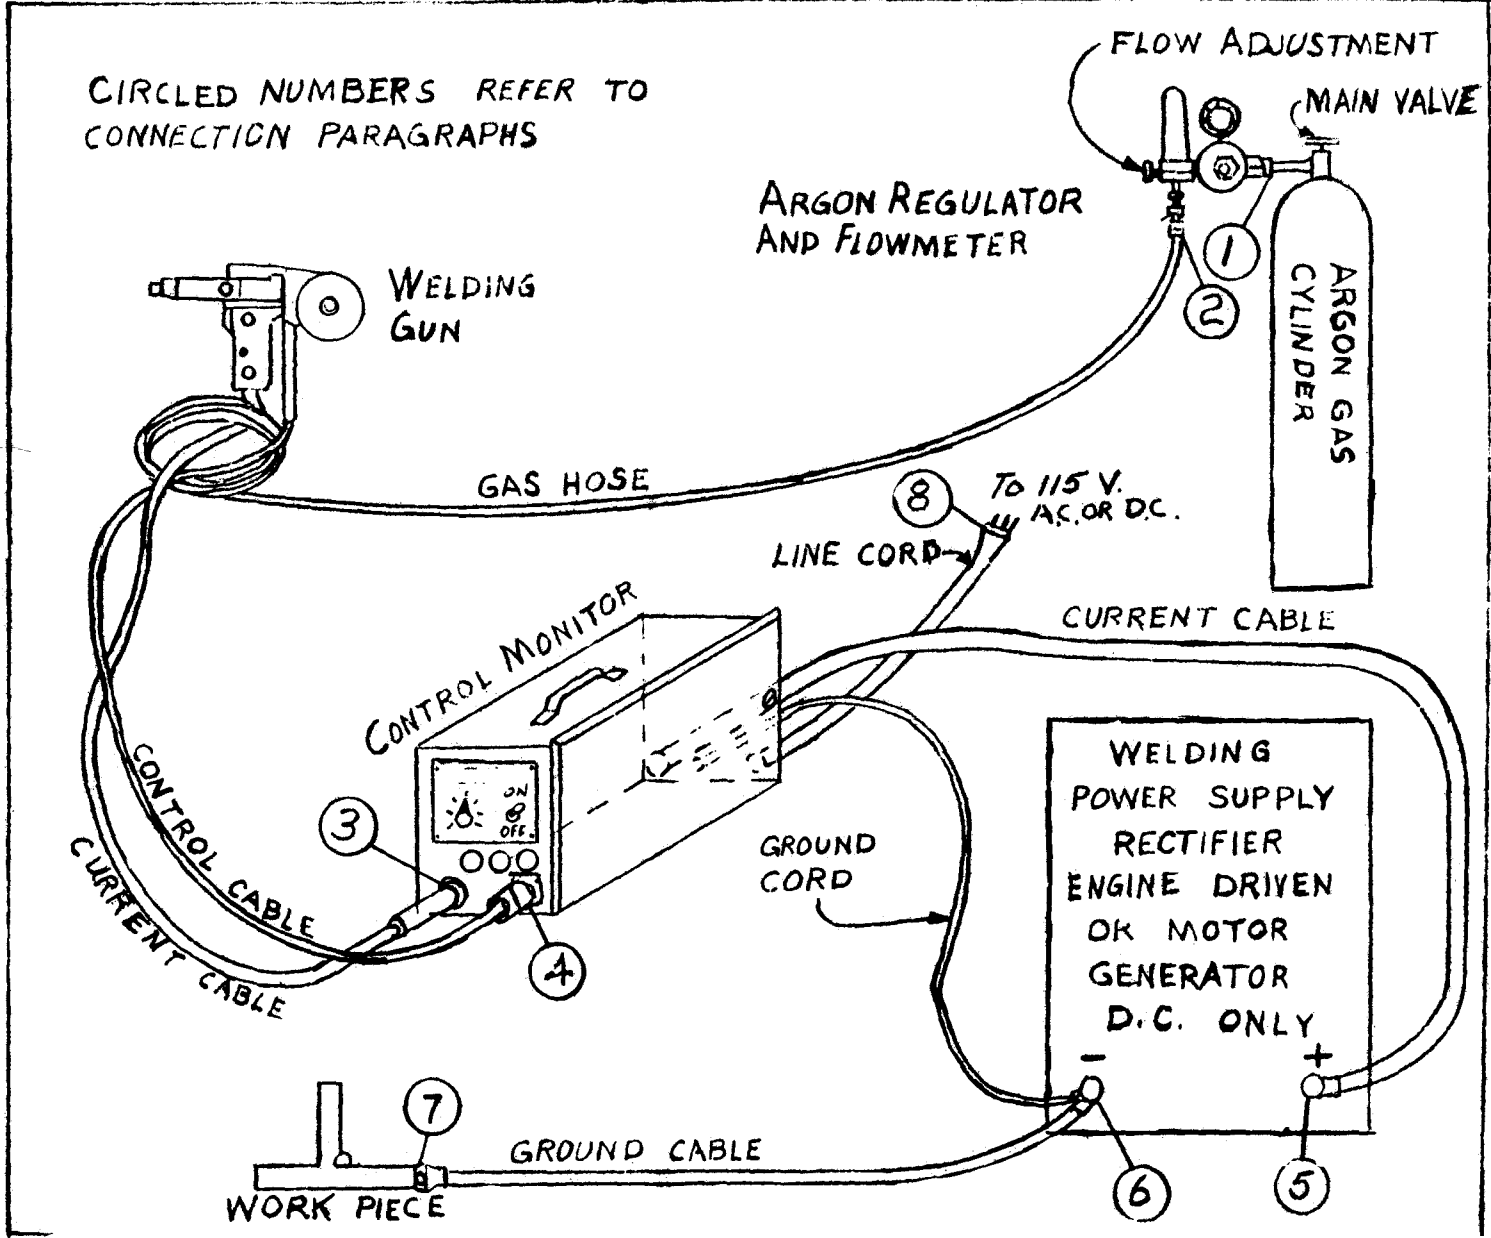 FLOW ADJUSTMENT
MAIN VALVE
CIRCLED NUMBERS REFER TO
CONNECTION PARAGRAPHS
ARGON REGULATOR
AND FLOWMETER
1
2
ARGON GAS
CYLINDER
WELDING
GUN
GAS HOSE
8
TO 115 V.
A.C. OR D.C.
LINE CORD
CURRENT CABLE
CONTROL MONITOR
ON
OFF
3
4
CONTROL CABLE
CURRENT CABLE
GROUND
CORD
WELDING
POWER SUPPLY
RECTIFIER
ENGINE DRIVEN
OR MOTOR
GENERATOR
D.C. ONLY
- +
7
GROUND CABLE
WORK PIECE
6
5